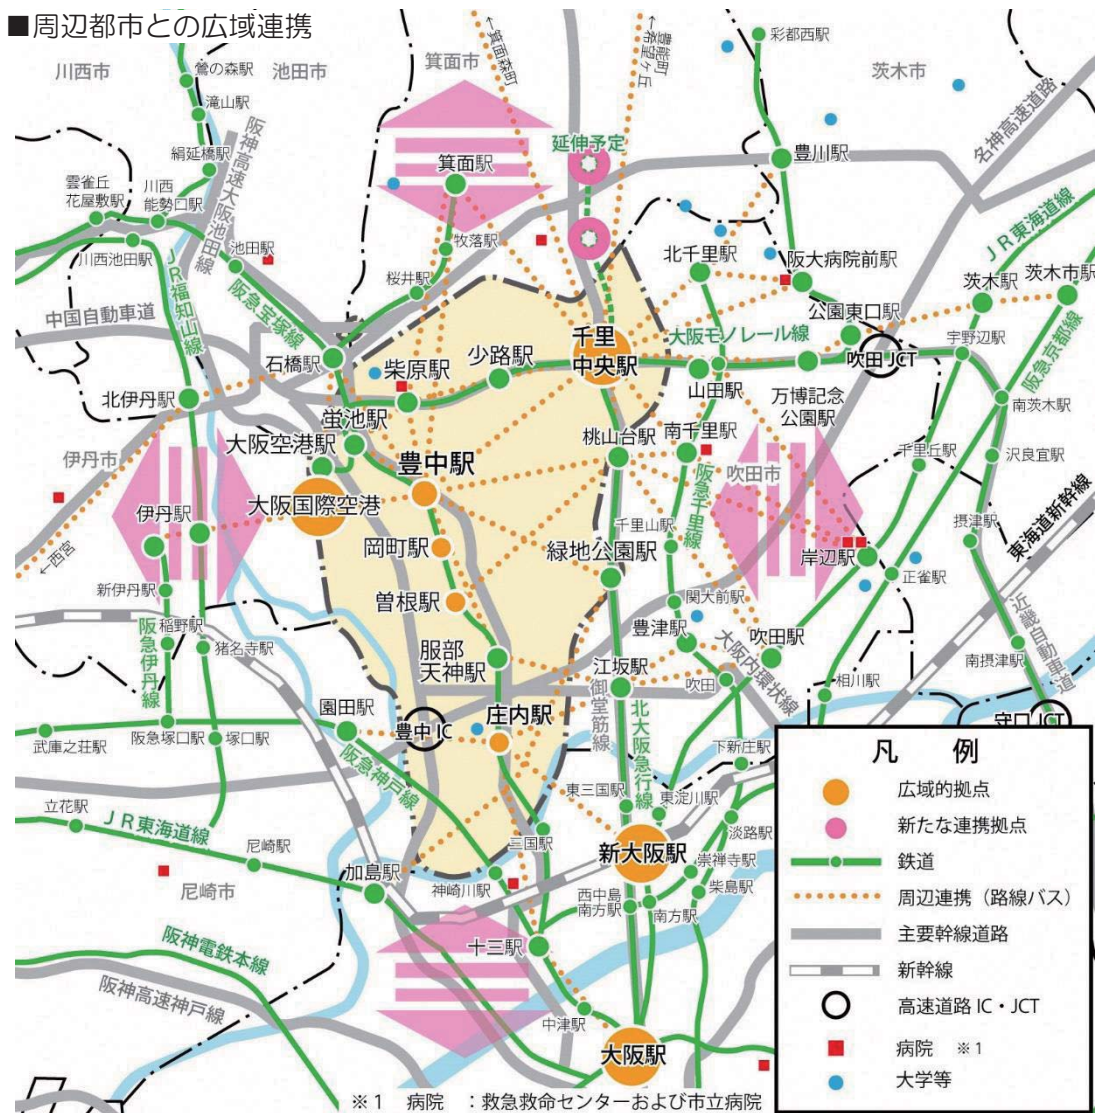 ■周辺都市との広域連携
川西市
鶯の森駅
池田市
箕面市
←箕面森町
←豊能町
希望ケ丘
彩都西駅
茨木市
滝山駅
阪神高速大阪池田線
延伸予定
名神高速道路
絹延橋駅
箕面駅
豊川駅
雲雀丘
花屋敷駅
川西
能勢口駅
池田駅
牧落駅
北千里駅
阪大病院前駅
JR東海道線
川西池田駅
JR福知山線
桜井駅
茨木駅
茨木市駅
中国自動車道
阪急宝塚線
公園東口駅
千里
中央駅
大阪モノレール線
宇野辺駅
阪急京都線
石橋駅
柴原駅
少路駅
吹田 JCT
山田駅
万博記念
公園駅
南茨木駅
北伊丹駅
蛍池駅
桃山台駅
南千里駅
大阪空港駅
伊丹市
豊中駅
吹田市
千里丘駅
沢良宜駅
阪急千里線
大阪国際空港
東海道新幹線
伊丹駅
千里山駅
摂津駅
←西宮
岡町駅
緑地公園駅
岸辺駅
正雀駅
新伊丹駅
曽根駅
関大前駅
近畿自動車道
稲野駅
阪急伊丹線
猪名寺駅
豊津駅
吹田駅
服部
天神駅
大阪内環状線
南摂津駅
江坂駅
吹田
相川駅
園田駅
庄内駅
御堂筋線
北大阪急行線
守口 JCT
豊中 IC
武庫之荘駅
阪急塚口駅
塚口駅
阪急神戸線
下新庄駅
東三国駅
東淀川駅
立花駅
JR東海道線
淡路駅
三国駅
尼崎駅
新大阪駅
加島駅
崇禅寺駅
神崎川駅
西中島
南方駅
柴島駅
尼崎市
南方駅
阪神電鉄本線
十三駅
阪神高速神戸線
中津駅
大阪駅
凡 例
広域的拠点
新たな連携拠点
鉄道
周辺連携（路線バス）
主要幹線道路
新幹線
高速道路 IC・JCT
病院 ※1
大学等
※1 病院 ：救急救命センターおよび市立病院